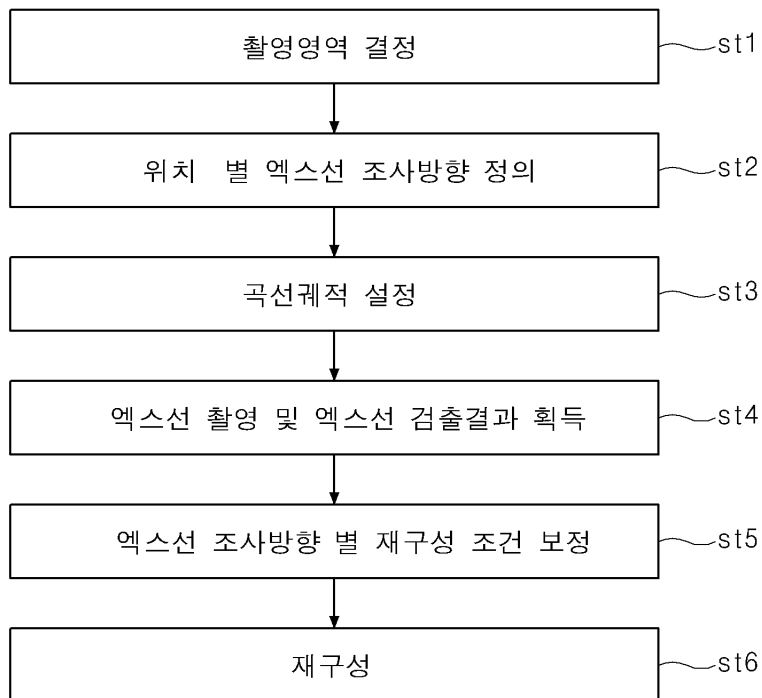 촬영영역 결정 st1
위치 별 엑스선 조사방향 정의 st2
곡선궤적 설정 st3
엑스선 촬영 및 엑스선 검출결과 획득 st4
엑스선 조사방향 별 재구성 조건 보정 st5
재구성 st6